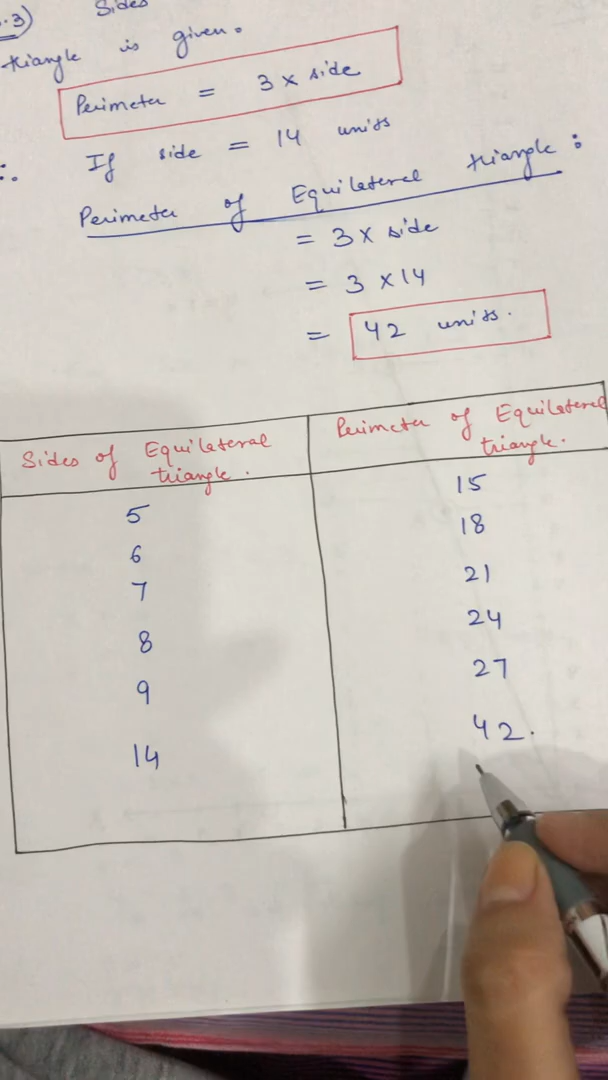 .3) Sides
triangle is given.
Perimeter = 3 x side
∴ If side = 14 units
Perimeter of Equilateral triangle :
= 3 x side
= 3 x 14
= 42 units.
Sides of Equilateral triangle.
Perimeter of Equilateral triangle.
5 15
6 18
7 21
8 24
9 27
14 42.